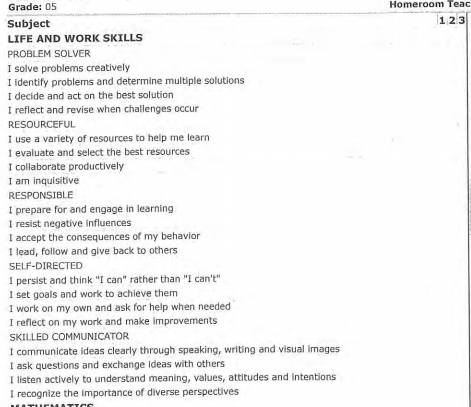 Grade: 05
Homeroom Teac
Subject
1 2 3
LIFE AND WORK SKILLS
PROBLEM SOLVER
I solve problems creatively
I identify problems and determine multiple solutions
I decide and act on the best solution
I reflect and revise when challenges occur
RESOURCEFUL
I use a variety of resources to help me learn
I evaluate and select the best resources
I collaborate productively
I am inquisitive
RESPONSIBLE
I prepare for and engage in learning
I resist negative influences
I accept the consequences of my behavior
I lead, follow and give back to others
SELF-DIRECTED
I persist and think "I can" rather than "I can't"
I set goals and work to achieve them
I work on my own and ask for help when needed
I reflect on my work and make improvements
SKILLED COMMUNICATOR
I communicate ideas clearly through speaking, writing and visual images
I ask questions and exchange ideas with others
I listen actively to understand meaning, values, attitudes and intentions
I recognize the importance of diverse perspectives
MATHEMATICS